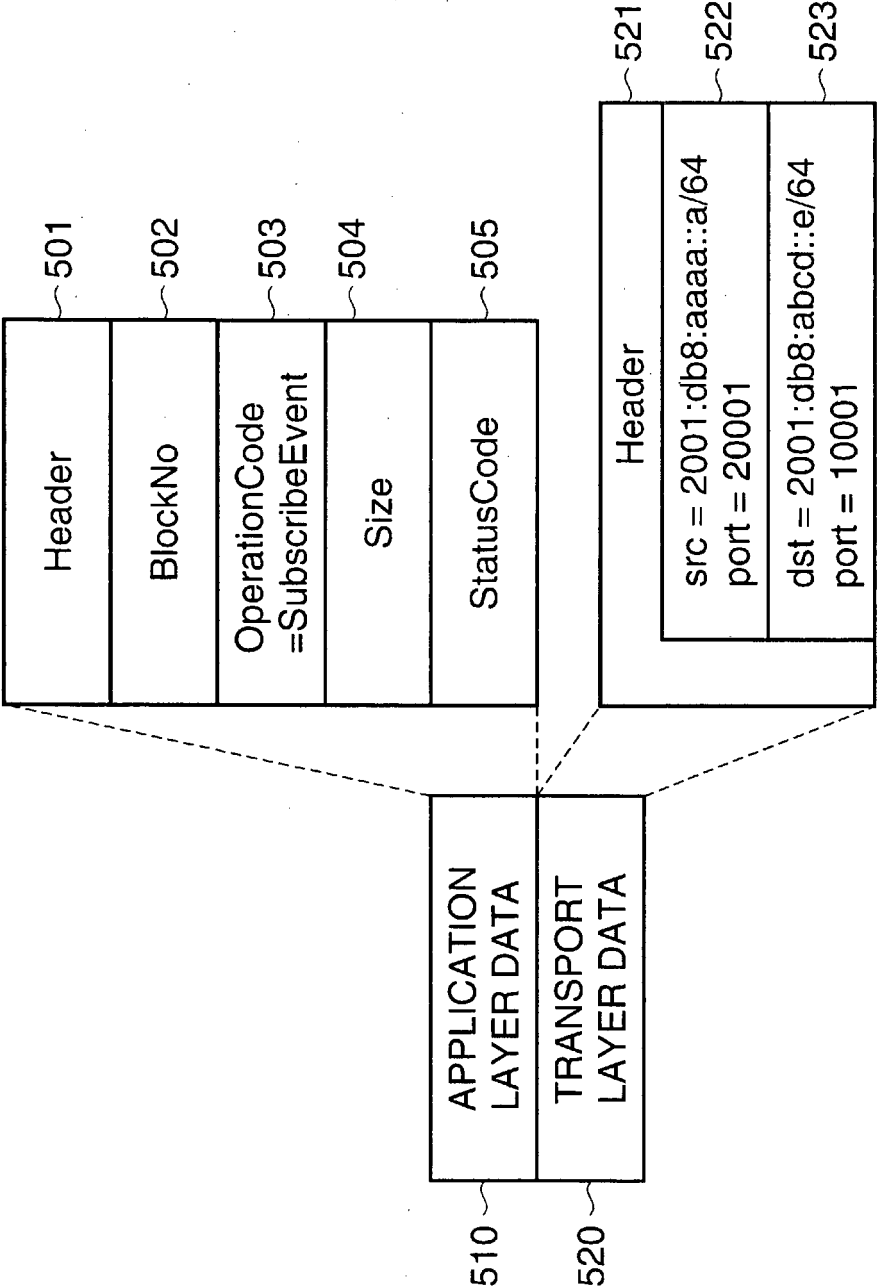 Header
501
BlockNo
502
OperationCode
=SubscribeEvent
503
Size
504
StatusCode
505
510
APPLICATION
LAYER DATA
520
TRANSPORT
LAYER DATA
Header
521
src = 2001:db8:aaaa::a/64
port = 20001
522
dst = 2001:db8:abcd::e/64
port = 10001
523